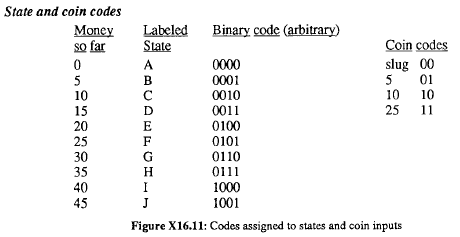 State and coin codes
Money Labeled Binary code (arbitrary)
so far State Coin codes
0 A 0000 slug 00
5 B 0001 5 01
10 C 0010 10 10
15 D 0011 25 11
20 E 0100
25 F 0101
30 G 0110
35 H 0111
40 I 1000
45 J 1001
Figure X16.11: Codes assigned to states and coin inputs